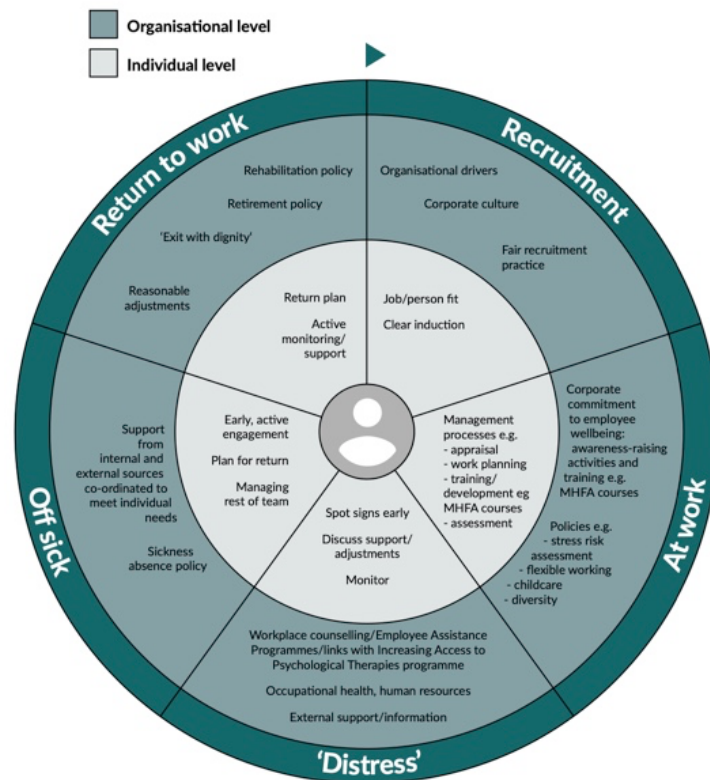 Organisational level
Individual level
Recruitment
Organisational drivers
Corporate culture
Fair recruitment
practice
Job/person fit
Clear induction
At work
Corporate
commitment
to employee
wellbeing:
awareness-raising
activities and
training e.g.
MHFA courses
Policies e.g.
- stress risk
assessment
- flexible working
- childcare
- diversity
Management
processes e.g.
- appraisal
- work planning
- training/
development eg
MHFA courses
- assessment
'Distress'
Spot signs early
Discuss support/
adjustments
Monitor
Workplace counselling/Employee Assistance
Programmes/links with Increasing Access to
Psychological Therapies programme
Occupational health, human resources
External support/information
Off sick
Support
from
internal and
external sources
co-ordinated to
meet individual
needs
Sickness
absence policy
Early, active
engagement
Plan for return
Managing
rest of team
Return to work
Rehabilitation policy
Retirement policy
'Exit with dignity'
Reasonable
adjustments
Return plan
Active
monitoring/
support